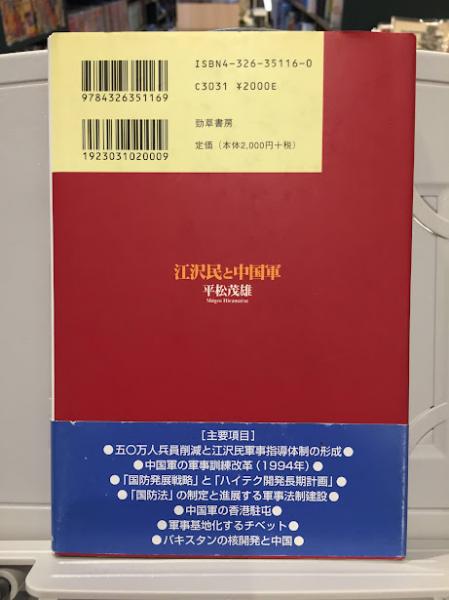 ISBN4-326-35116-0
C3031 ¥2000E
9784326351169
勁草書房
定価(本体2,000円+税)
1923031020009
江沢民と中国軍
平松茂雄
Shigeo Hiramatsu
[主要項目]
●五〇万人兵員削減と江沢民軍事指導体制の形成●
●中国軍の軍事訓練改革(1994年)●
●「国防発展戦略」と「ハイテク開発長期計画」●
●「国防法」の制定と進展する軍事法制建設●
●中国軍の香港駐屯●
●軍事基地化するチベット●
●パキスタンの核開発と中国●